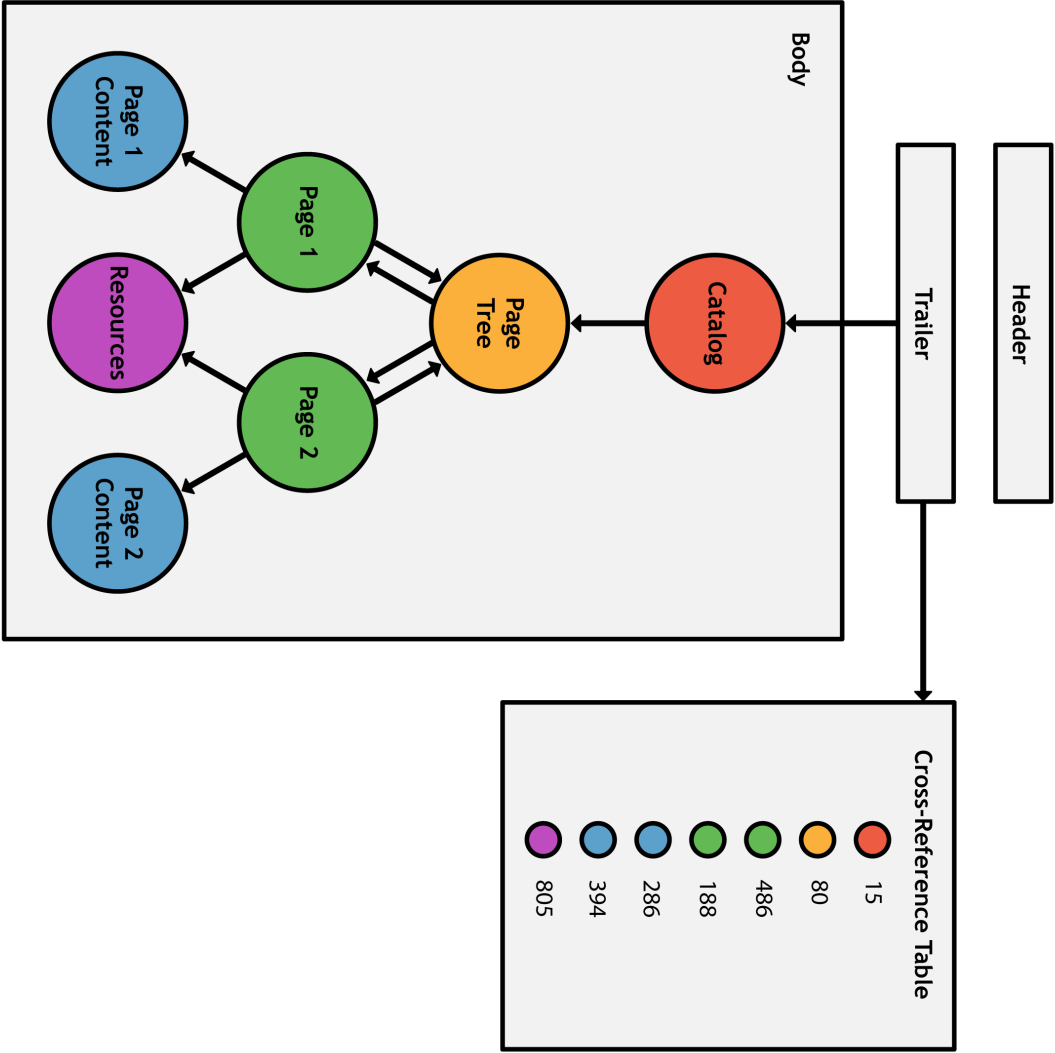 Header
Trailer
Body
Catalog
Page
Tree
Page 1
Page 2
Page 1
Content
Resources
Page 2
Content
Cross-Reference Table
15
80
486
188
286
394
805